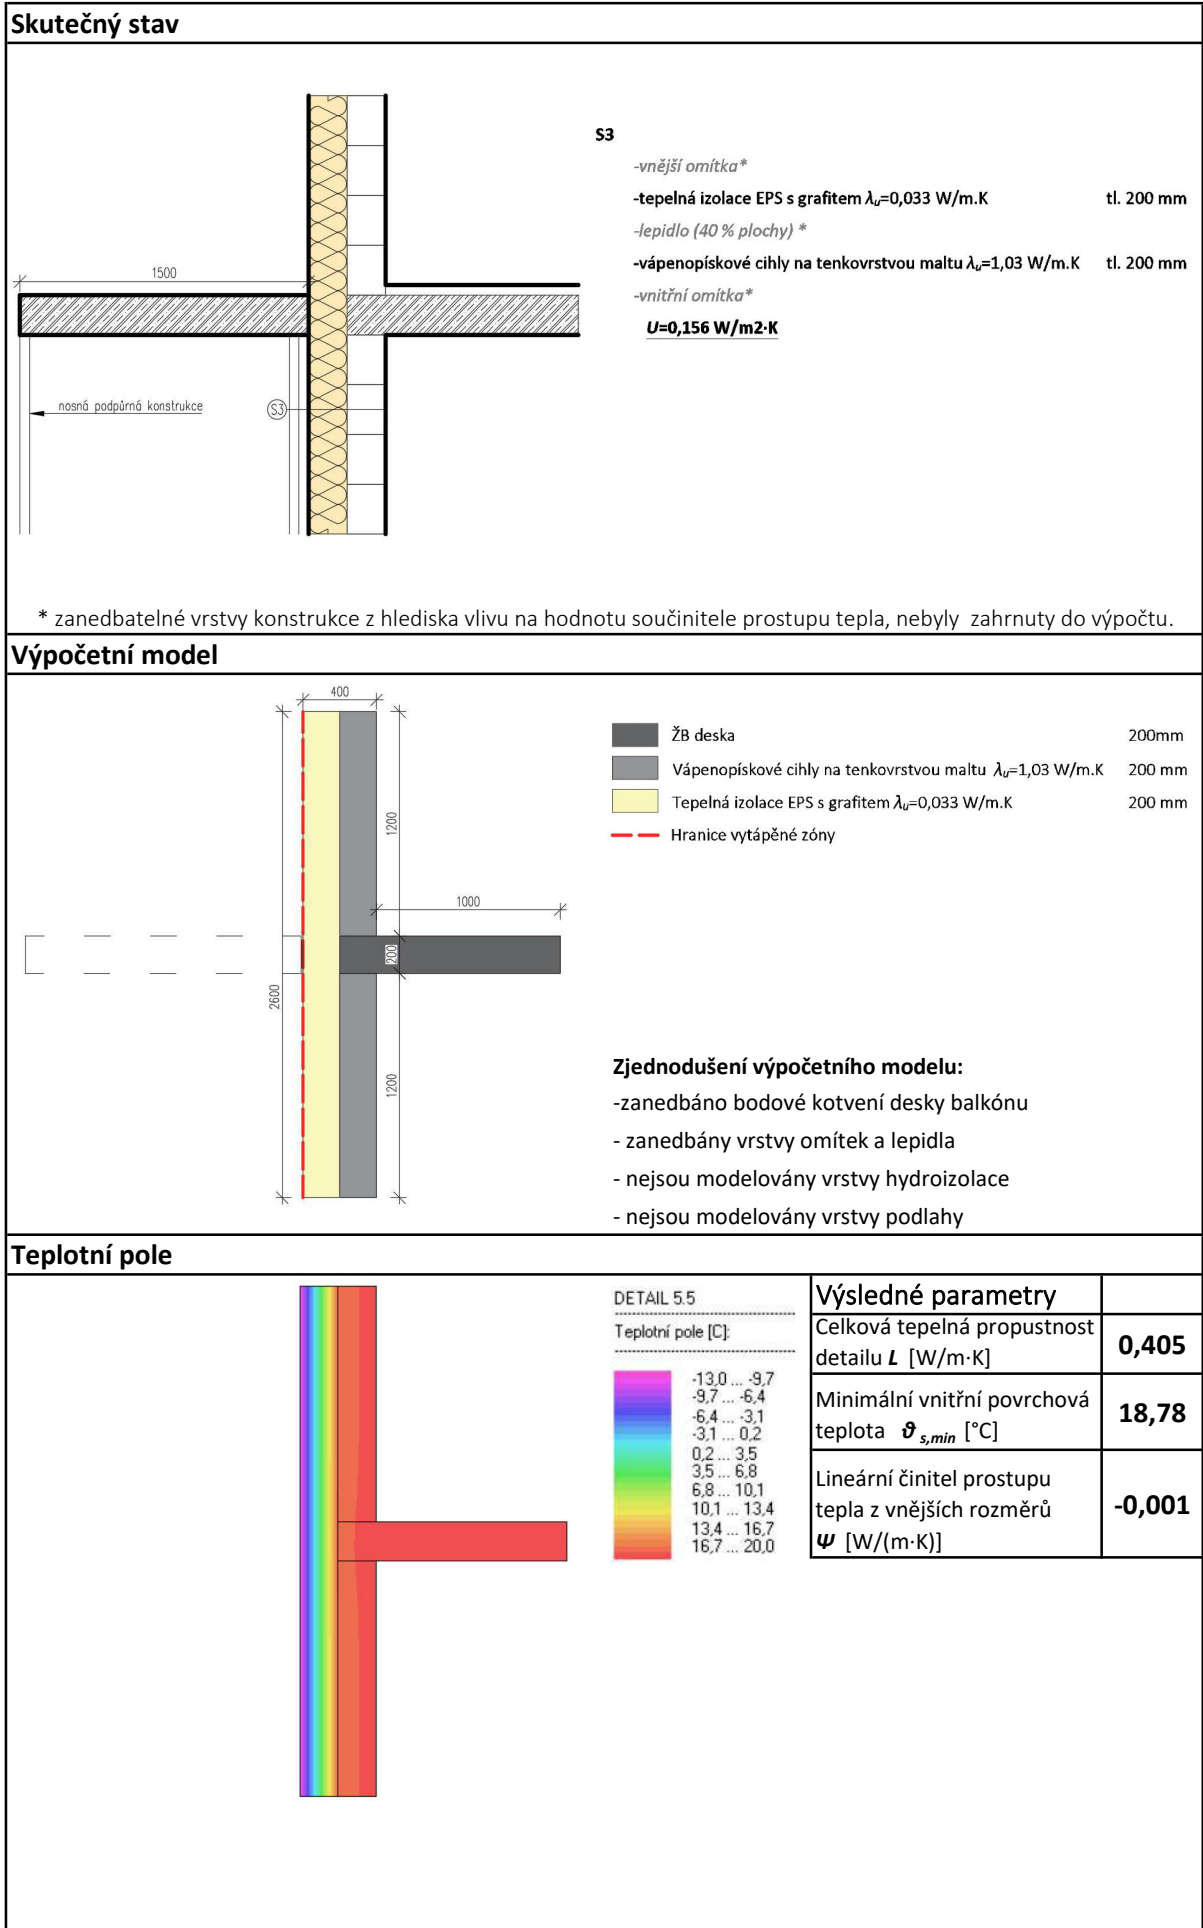 Skutečný stav
S3
-vnější omítka*
-tepelná izolace EPS s grafitem λu=0,033 W/m.K tl. 200 mm
-lepidlo (40 % plochy) *
1500
-vápenopískové cihly na tenkovrstvou maltu λu=1,03 W/m.K tl. 200 mm
-vnitřní omítka*
U=0,156 W/m2·K
nosná podpůrná konstrukce
S3
* zanedbatelné vrstvy konstrukce z hlediska vlivu na hodnotu součinitele prostupu tepla, nebyly zahrnuty do výpočtu.
Výpočetní model
400
ŽB deska 200mm
Vápenopískové cihly na tenkovrstvou maltu λu=1,03 W/m.K 200 mm
Tepelná izolace EPS s grafitem λu=0,033 W/m.K 200 mm
Hranice vytápěné zóny
1200
1000
200
2600
1200
Zjednodušení výpočetního modelu:
-zanedbáno bodové kotvení desky balkónu
- zanedbány vrstvy omítek a lepidla
- nejsou modelovány vrstvy hydroizolace
- nejsou modelovány vrstvy podlahy
Teplotní pole
DETAIL 5.5
Teplotní pole [C]:
-13,0 ... -9,7
-9,7 ... -6,4
-6,4 ... -3,1
-3,1 ... 0,2
0,2 ... 3,5
3,5 ... 6,8
6,8 ... 10,1
10,1 ... 13,4
13,4 ... 16,7
16,7 ... 20,0
Výsledné parametry
Celková tepelná propustnost
detailu L [W/m·K] 0,405
Minimální vnitřní povrchová
teplota ϑ s,min [°C] 18,78
Lineární činitel prostupu
tepla z vnějších rozměrů
Ψ [W/(m·K)] -0,001